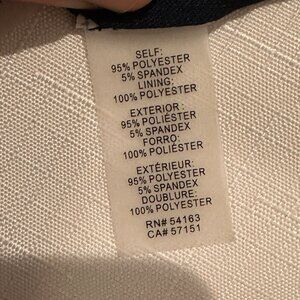 SELF:
95% POLYESTER
5% SPANDEX
LINING:
100% POLYESTER
EXTERIOR:
95% POLIÉSTER
5% SPANDEX
FORRO:
100% POLIÉSTER
EXTÉRIEUR:
95% POLYESTER
5% SPANDEX
DOUBLURE:
100% POLYESTER
RN# 54163
CA# 57151